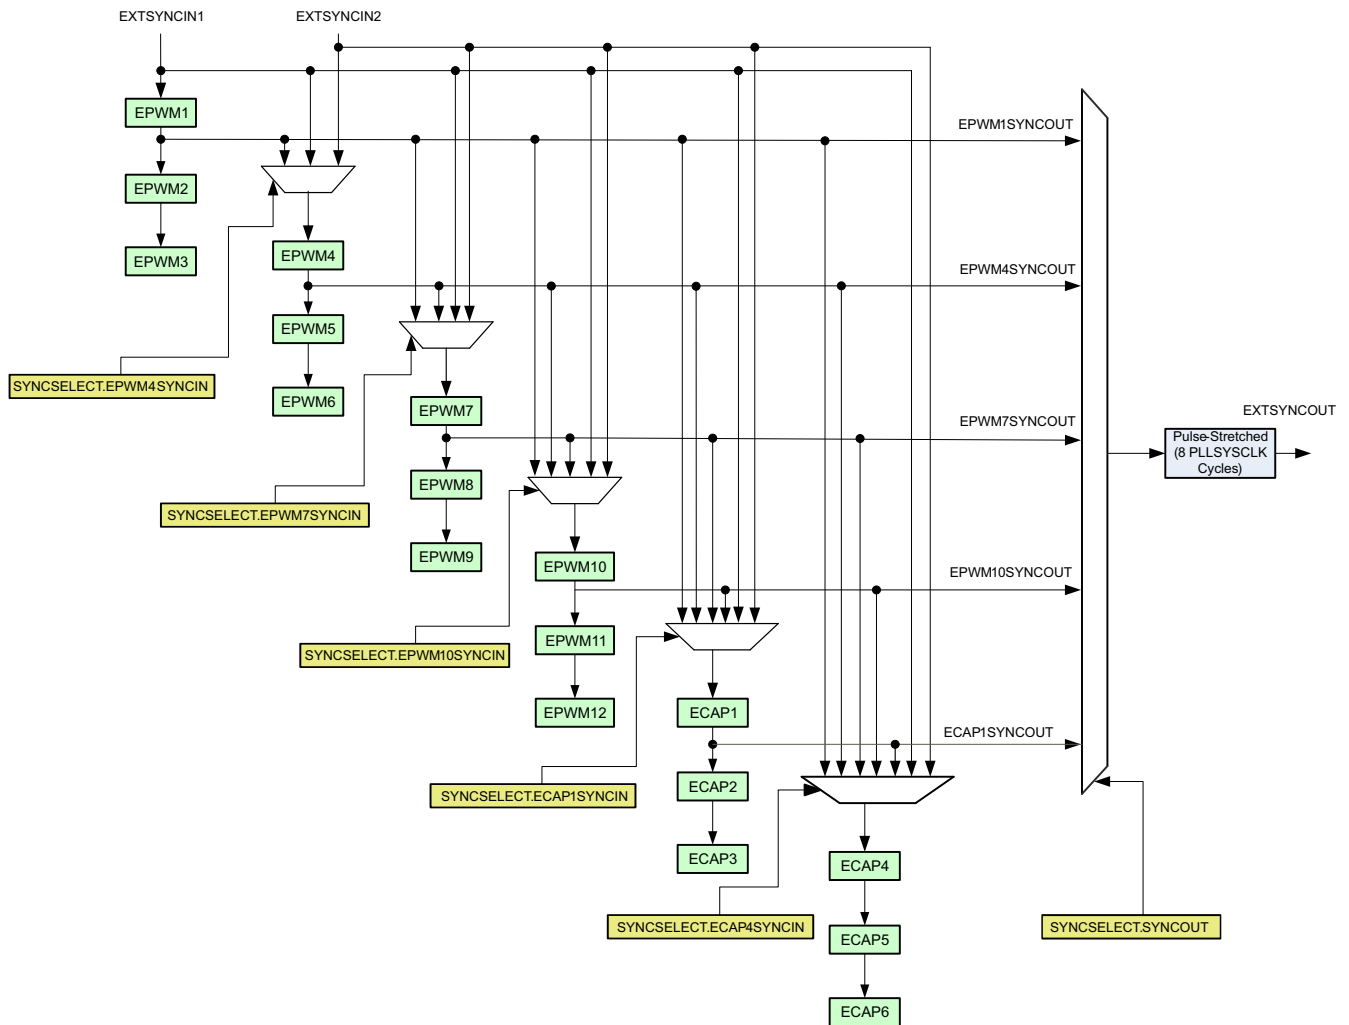 EXTSYNCIN1
EXTSYNCIN2
EPWM1
EPWM1SYNCOUT
EPWM2
EPWM3
EPWM4
EPWM4SYNCOUT
EPWM5
SYNCSELECT.EPWM4SYNCIN
EPWM6
EPWM7
EPWM7SYNCOUT
EXTSYNCOUT
Pulse-Stretched
(8 PLLSYSCLK
Cycles)
EPWM8
SYNCSELECT.EPWM7SYNCIN
EPWM9
EPWM10
EPWM10SYNCOUT
EPWM11
SYNCSELECT.EPWM10SYNCIN
EPWM12
ECAP1
ECAP1SYNCOUT
ECAP2
SYNCSELECT.ECAP1SYNCIN
ECAP3
ECAP4
SYNCSELECT.ECAP4SYNCIN
SYNCSELECT.SYNCOUT
ECAP5
ECAP6